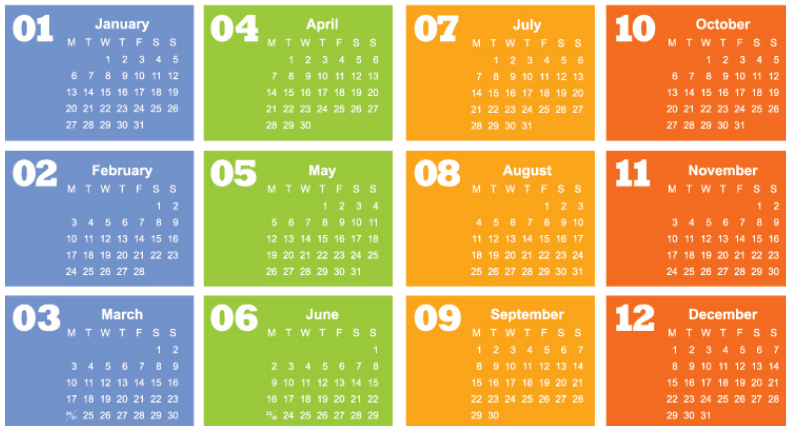 01
January
M T W T F S S
1 2 3 4 5
6 7 8 9 10 11 12
13 14 15 16 17 18 19
20 21 22 23 24 25 26
27 28 29 30 31
02
February
M T W T F S S
1 2
3 4 5 6 7 8 9
10 11 12 13 14 15 16
17 18 19 20 21 22 23
24 25 26 27 28
03
March
M T W T F S S
1 2
3 4 5 6 7 8 9
10 11 12 13 14 15 16
17 18 19 20 21 22 23
24/31 25 26 27 28 29 30
04
April
M T W T F S S
1 2 3 4 5 6
7 8 9 10 11 12 13
14 15 16 17 18 19 20
21 22 23 24 25 26 27
28 29 30
05
May
M T W T F S S
1 2 3 4
5 6 7 8 9 10 11
12 13 14 15 16 17 18
19 20 21 22 23 24 25
26 27 28 29 30 31
06
June
M T W T F S S
1
2 3 4 5 6 7 8
9 10 11 12 13 14 15
16 17 18 19 20 21 22
23/30 24 25 26 27 28 29
07
July
M T W T F S S
1 2 3 4 5 6
7 8 9 10 11 12 13
14 15 16 17 18 19 20
21 22 23 24 25 26 27
28 29 30 31
08
August
M T W T F S S
1 2 3
4 5 6 7 8 9 10
11 12 13 14 15 16 17
18 19 20 21 22 23 24
25 26 27 28 29 30 31
09
September
M T W T F S S
1 2 3 4 5 6 7
8 9 10 11 12 13 14
15 16 17 18 19 20 21
22 23 24 25 26 27 28
29 30
10
October
M T W T F S S
1 2 3 4 5
6 7 8 9 10 11 12
13 14 15 16 17 18 19
20 21 22 23 24 25 26
27 28 29 30 31
11
November
M T W T F S S
1 2
3 4 5 6 7 8 9
10 11 12 13 14 15 16
17 18 19 20 21 22 23
24 25 26 27 28 29 30
12
December
M T W T F S S
1 2 3 4 5 6 7
8 9 10 11 12 13 14
15 16 17 18 19 20 21
22 23 24 25 26 27 28
29 30 31